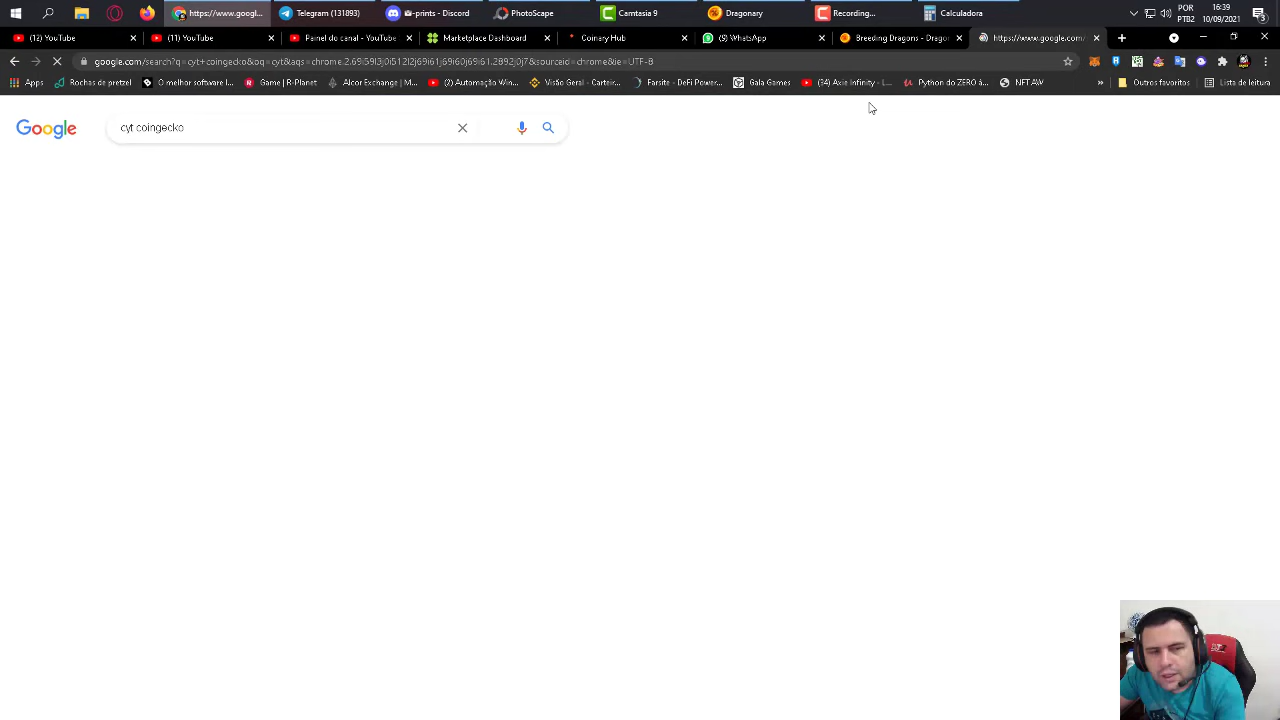 https://www.googl...
Telegram (131893)
-prints - Discord
PhotoScape
Camtasia 9
Dragonary
Recording...
Calculadora
POR
PTB2
16:39
10/09/2021
3
(12) YouTube
(11) YouTube
Painel do canal - YouTube
Marketplace Dashboard
Coinary Hub
(9) WhatsApp
Breeding Dragons - Drago
https://www.google.com/
google.com/search?q=cyt+coingecko&oq=cyt&aqs=chrome.2.69i59l3j0i512l2j69i61j69i60j69i61.2892j0j7&sourceid=chrome&ie=UTF-8
Apps
Rochas de pretzel
O melhor software l...
Game | R-Planet
Alcor Exchange | M...
(2) Automação Win...
Visão Geral - Carteir...
Farsite - DeFi Power...
Gala Games
(34) Axie Infinity - L...
Python do ZERO à...
NFT AW
»
Outros favoritos
Lista de leitura
Google
cyt coingecko